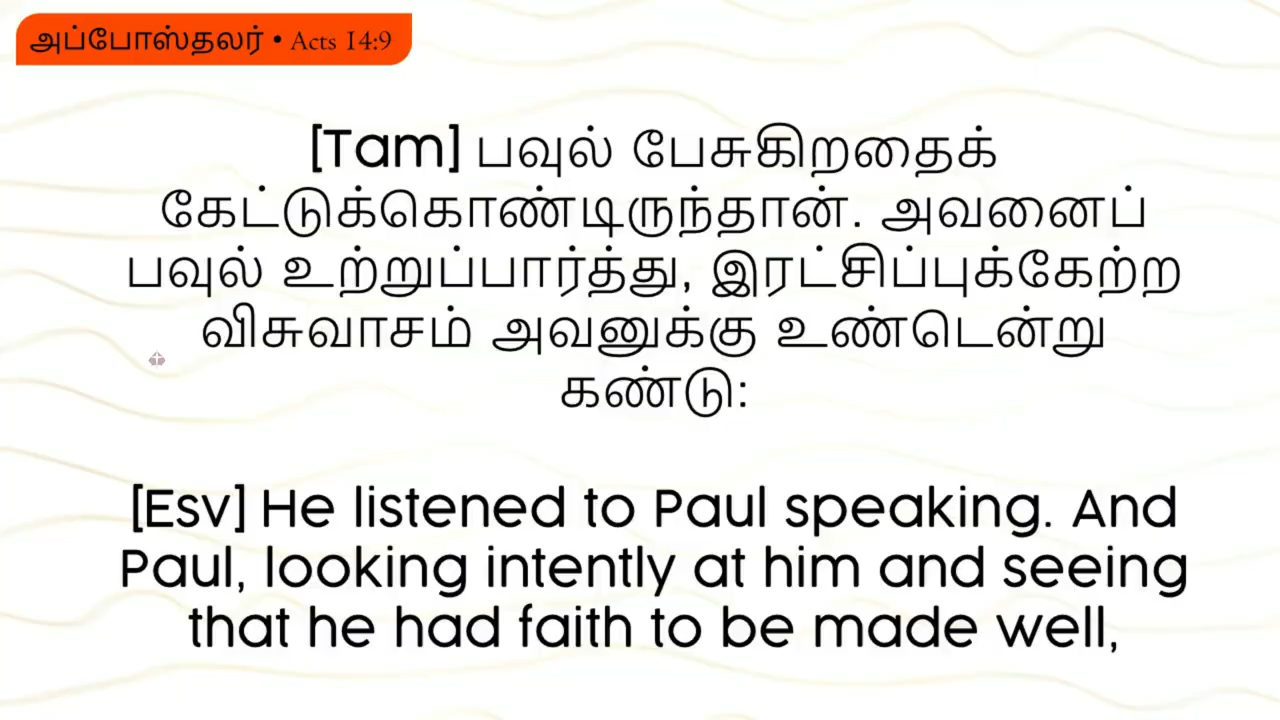 அப்போஸ்தலர் • Acts 14:9
[Tam] பவுல் பேசுகிறதைக்
கேட்டுக்கொண்டிருந்தான். அவனைப்
பவுல் உற்றுப்பார்த்து, இரட்சிப்புக்கேற்ற
விசுவாசம் அவனுக்கு உண்டென்று
கண்டு:
[Esv] He listened to Paul speaking. And
Paul, looking intently at him and seeing
that he had faith to be made well,